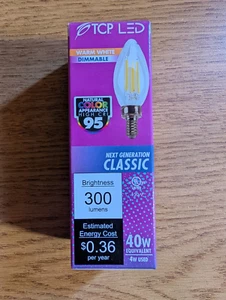 TCP LED
WARM WHITE
DIMMABLE
NATURAL
COLOR
APPEARANCE
HIGH CRI
95
NEXT GENERATION
CLASSIC
Brightness
300
lumens
Estimated
Energy Cost
$0.36
per year
40W
EQUIVALENT
4W USED